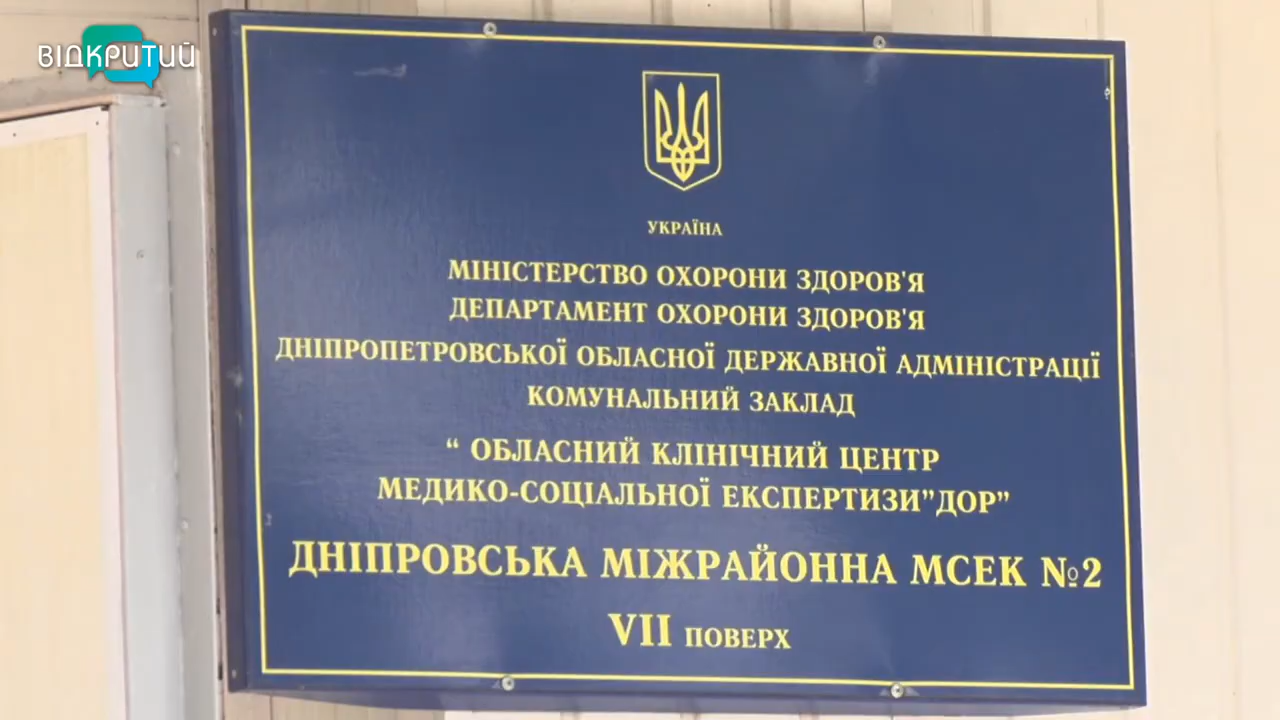 ВІДКРИТИЙ
УКРАЇНА
МІНІСТЕРСТВО ОХОРОНИ ЗДОРОВ'Я
ДЕПАРТАМЕНТ ОХОРОНИ ЗДОРОВ'Я
ДНІПРОПЕТРОВСЬКОЇ ОБЛАСНОЇ ДЕРЖАВНОЇ АДМІНІСТРАЦІЇ
КОМУНАЛЬНИЙ ЗАКЛАД
“ ОБЛАСНИЙ КЛІНІЧНИЙ ЦЕНТР
МЕДИКО-СОЦІАЛЬНОЇ ЕКСПЕРТИЗИ”ДОР”
ДНІПРОВСЬКА МІЖРАЙОННА МСЕК №2
VII ПОВЕРХ